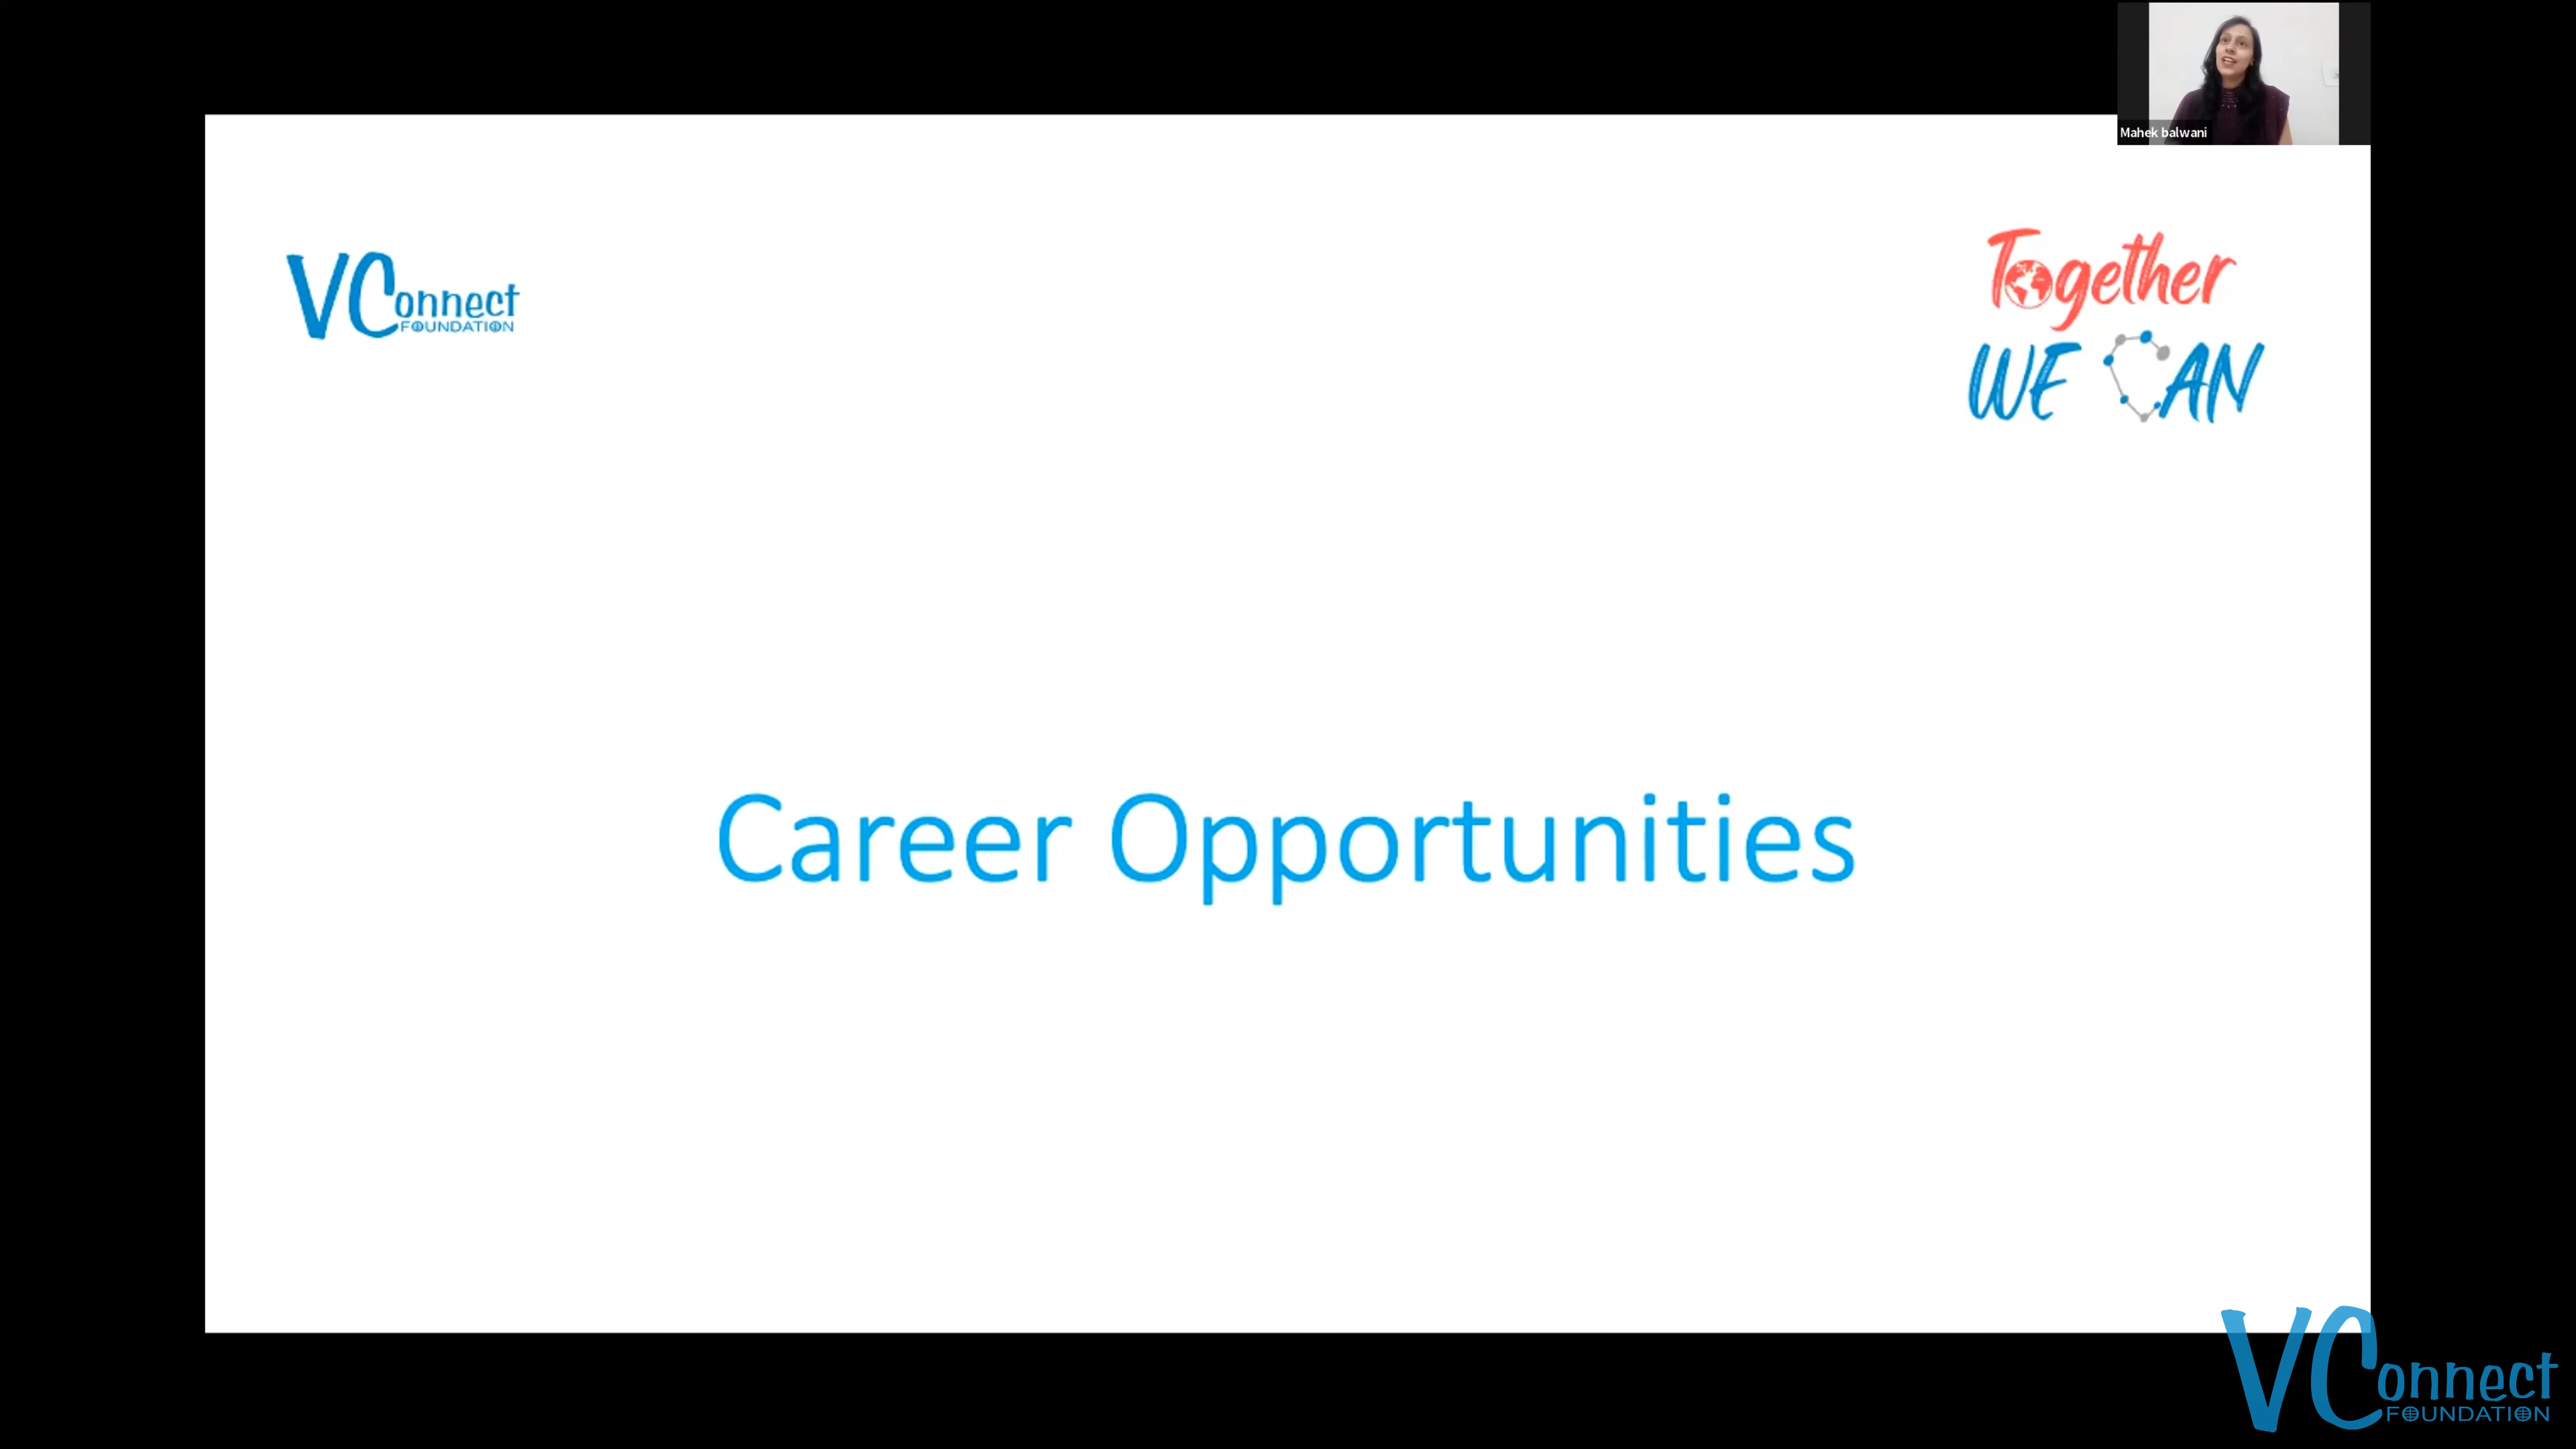 Mahek balwani
VConnect
FOUNDATION
Together
WE CAN
Career Opportunities
VConnect
FOUNDATION